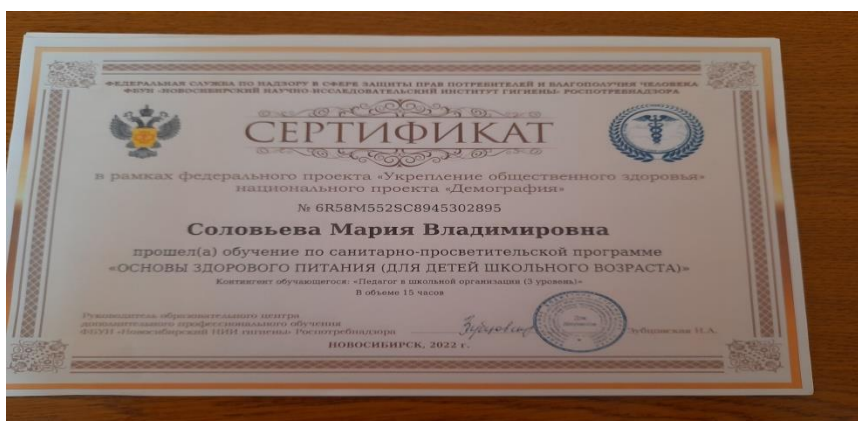 ФЕДЕРАЛЬНАЯ СЛУЖБА ПО НАДЗОРУ В СФЕРЕ ЗАЩИТЫ ПРАВ ПОТРЕБИТЕЛЕЙ И БЛАГОПОЛУЧИЯ ЧЕЛОВЕКА
ФБУН «НОВОСИБИРСКИЙ НАУЧНО-ИССЛЕДОВАТЕЛЬСКИЙ ИНСТИТУТ ГИГИЕНЫ» РОСПОТРЕБНАДЗОРА
СЕРТИФИКАТ
в рамках федерального проекта «Укрепление общественного здоровья»
национального проекта «Демография»
№ 6R58M552SC8945302895
Соловьева Мария Владимировна
прошел(а) обучение по санитарно-просветительской программе
«ОСНОВЫ ЗДОРОВОГО ПИТАНИЯ (ДЛЯ ДЕТЕЙ ШКОЛЬНОГО ВОЗРАСТА)»
Контингент обучающегося: «Педагог в школьной организации (3 уровень)»
В объеме 15 часов
Руководитель образовательного центра
дополнительного профессионального обучения
ФБУН «Новосибирский НИИ гигиены» Роспотребнадзора
Зубцовская Н.А.
НОВОСИБИРСК, 2022 г.